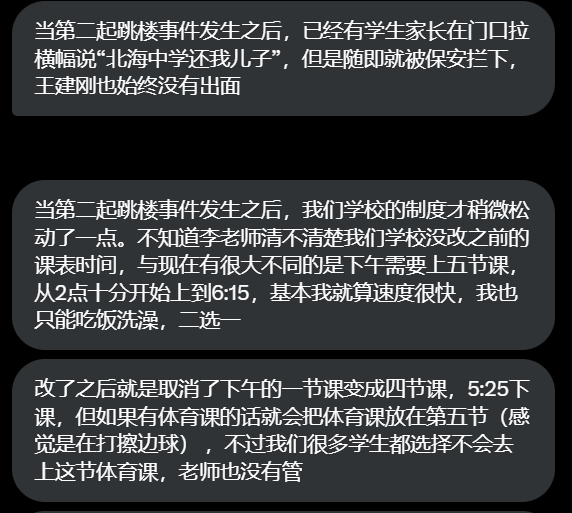 当第二起跳楼事件发生之后，已经有学生家长在门口拉
横幅说“北海中学还我儿子”，但是随即就被保安拦下，
王建刚也始终没有出面
当第二起跳楼事件发生之后，我们学校的制度才稍微松
动了一点。不知道李老师清不清楚我们学校没改之前的
课表时间，与现在有很大不同的是下午需要上五节课，
从2点十分开始上到6:15，基本我就算速度很快，我也
只能吃饭洗澡，二选一
改了之后就是取消了下午的一节课变成四节课，5:25下
课，但如果有体育课的话就会把体育课放在第五节（感
觉是在打擦边球） ，不过我们很多学生都选择不会去
上这节体育课，老师也没有管